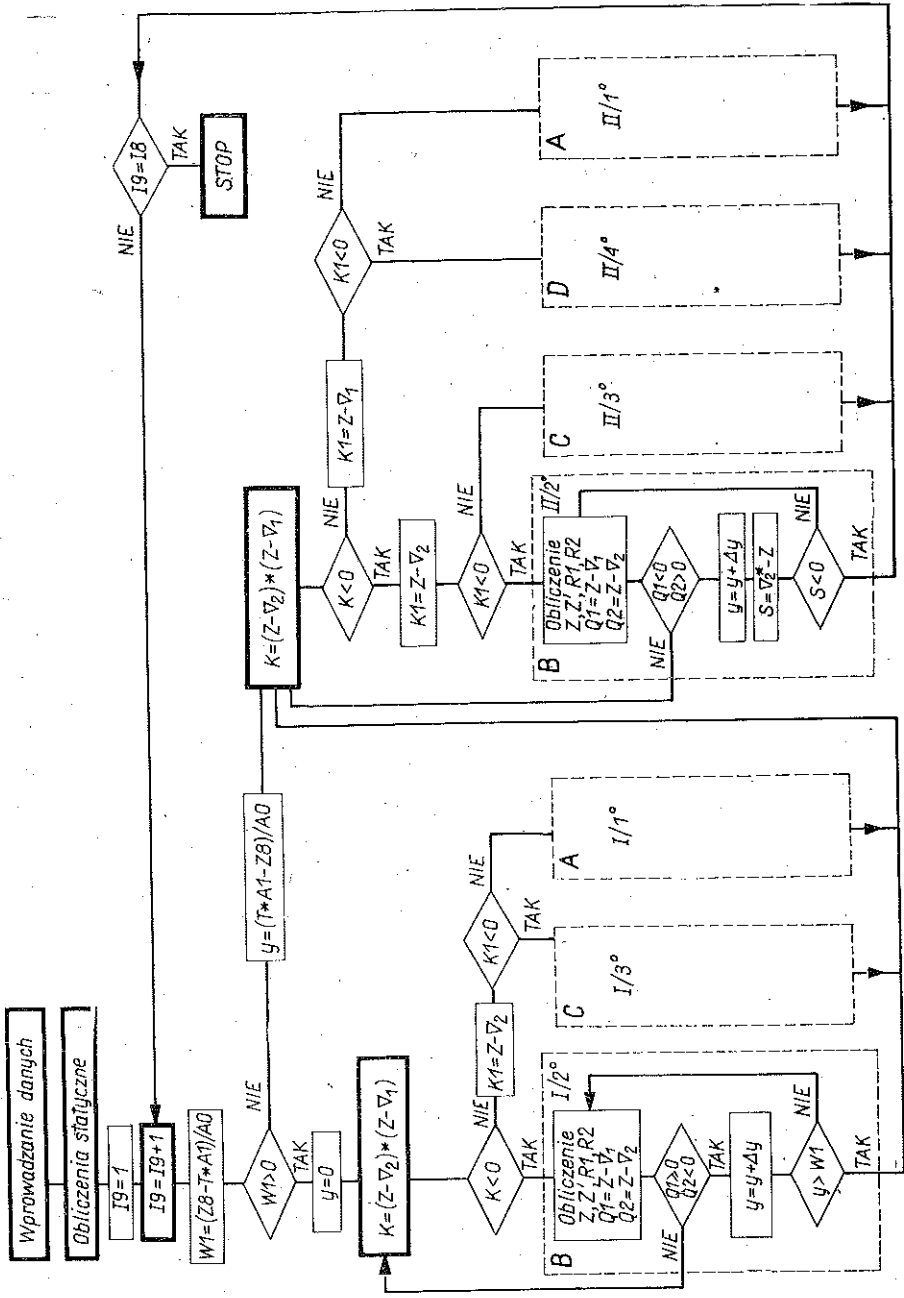 Wprowadzanie danych
Obliczenia statyczne
I9=1
I9=I9+1
W1=(Z8-T*A1)/A0
W1>0
NIE
TAK
y=0
y=(T*A1-Z8)/A0
K=(Z-∇2)*(Z-∇1)
K<0
NIE
TAK
K1=Z-∇2
K1<0
NIE
TAK
B
I/2°
Obliczenie
Z,Z',R1,R2
Q1=Z-∇1
Q2=Z-∇2
Q1>0
Q2<0
NIE
TAK
y=y+Δy
y>W1
NIE
TAK
C
I/3°
A
I/1°
K=(Z-∇2)*(Z-∇1)
K<0
NIE
TAK
K1=Z-∇1
K1<0
NIE
TAK
K1=Z-∇2
K1<0
NIE
TAK
B
II/2°
Obliczenie
Z,Z',R1,R2
Q1=Z-∇1
Q2=Z-∇2
Q1<0
Q2>0
NIE
y=y+Δy
S=∇2*-Z
S<0
NIE
TAK
C
II/3°
D
II/4°
A
II/1°
I9=I8
NIE
TAK
STOP